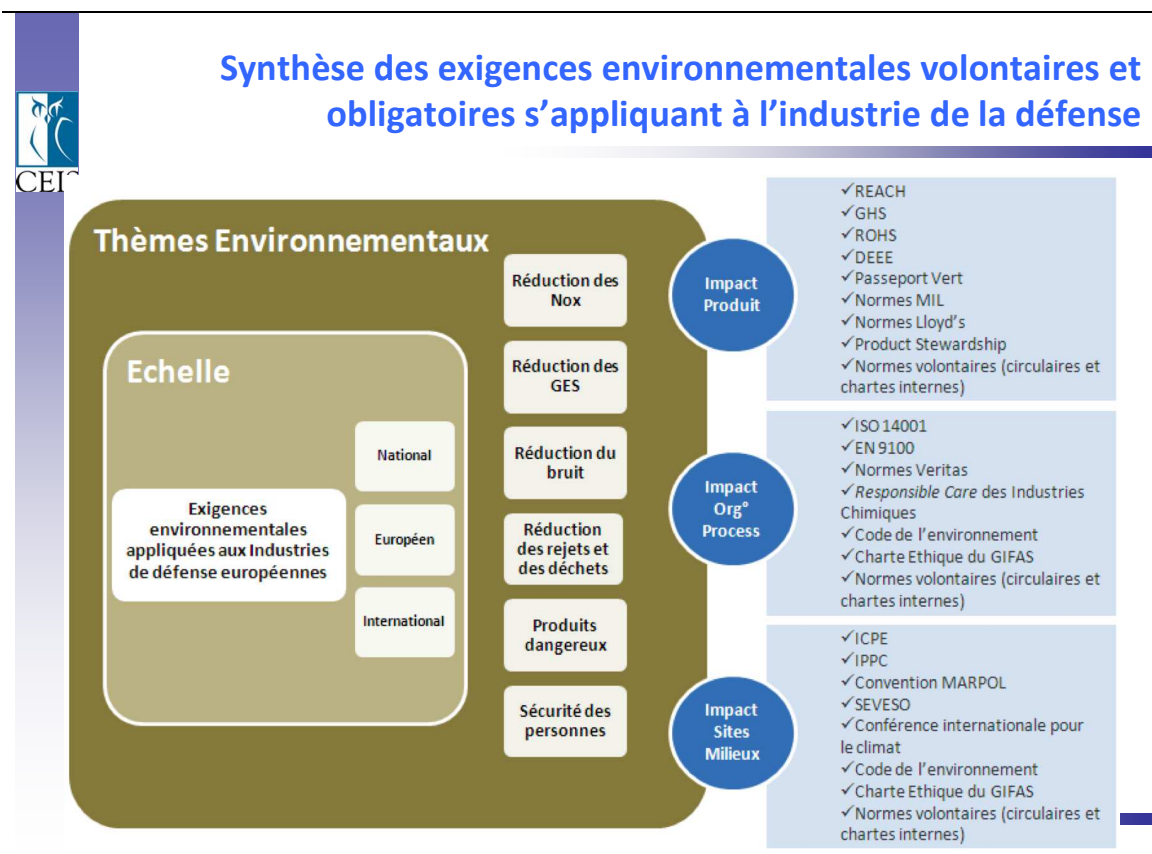 Synthèse des exigences environnementales volontaires et
obligatoires s’appliquant à l’industrie de la défense
Thèmes Environnementaux
Echelle
Exigences
environnementales
appliquées aux Industries
de défense européennes
National
Européen
International
Réduction des
Nox
Réduction des
GES
Réduction du
bruit
Réduction
des rejets et
des déchets
Produits
dangereux
Sécurité des
personnes
Impact
Produit
✓REACH
✓GHS
✓ROHS
✓DEEE
✓Passeport Vert
✓Normes MIL
✓Normes Lloyd’s
✓Product Stewardship
✓Normes volontaires (circulaires et
chartes internes)
Impact
Org°
Process
✓ISO 14001
✓EN 9100
✓Normes Veritas
✓Responsible Care des Industries
Chimiques
✓Code de l’environnement
✓Charte Ethique du GIFAS
✓Normes volontaires (circulaires et
chartes internes)
Impact
Sites
Milieux
✓ICPE
✓IPPC
✓Convention MARPOL
✓SEVESO
✓Conférence internationale pour
le climat
✓Code de l’environnement
✓Charte Ethique du GIFAS
✓Normes volontaires (circulaires et
chartes internes)